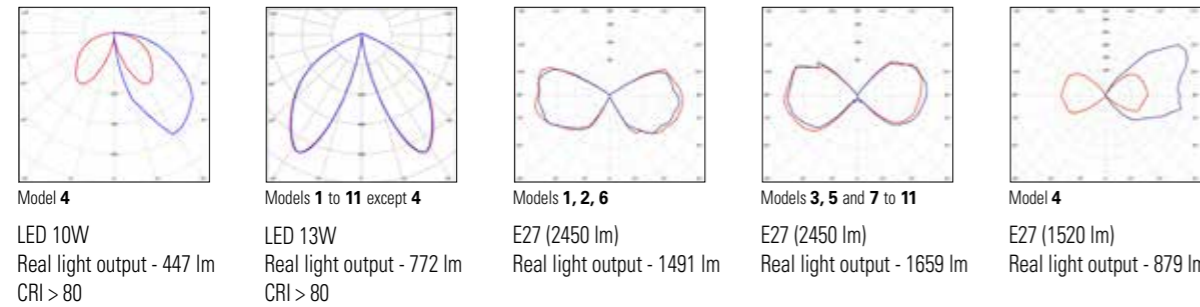 Model 4
LED 10W
Real light output - 447 lm
CRI > 80
Models 1 to 11 except 4
LED 13W
Real light output - 772 lm
CRI > 80
Models 1, 2, 6
E27 (2450 lm)
Real light output - 1491 lm
Models 3, 5 and 7 to 11
E27 (2450 lm)
Real light output - 1659 lm
Model 4
E27 (1520 lm)
Real light output - 879 lm